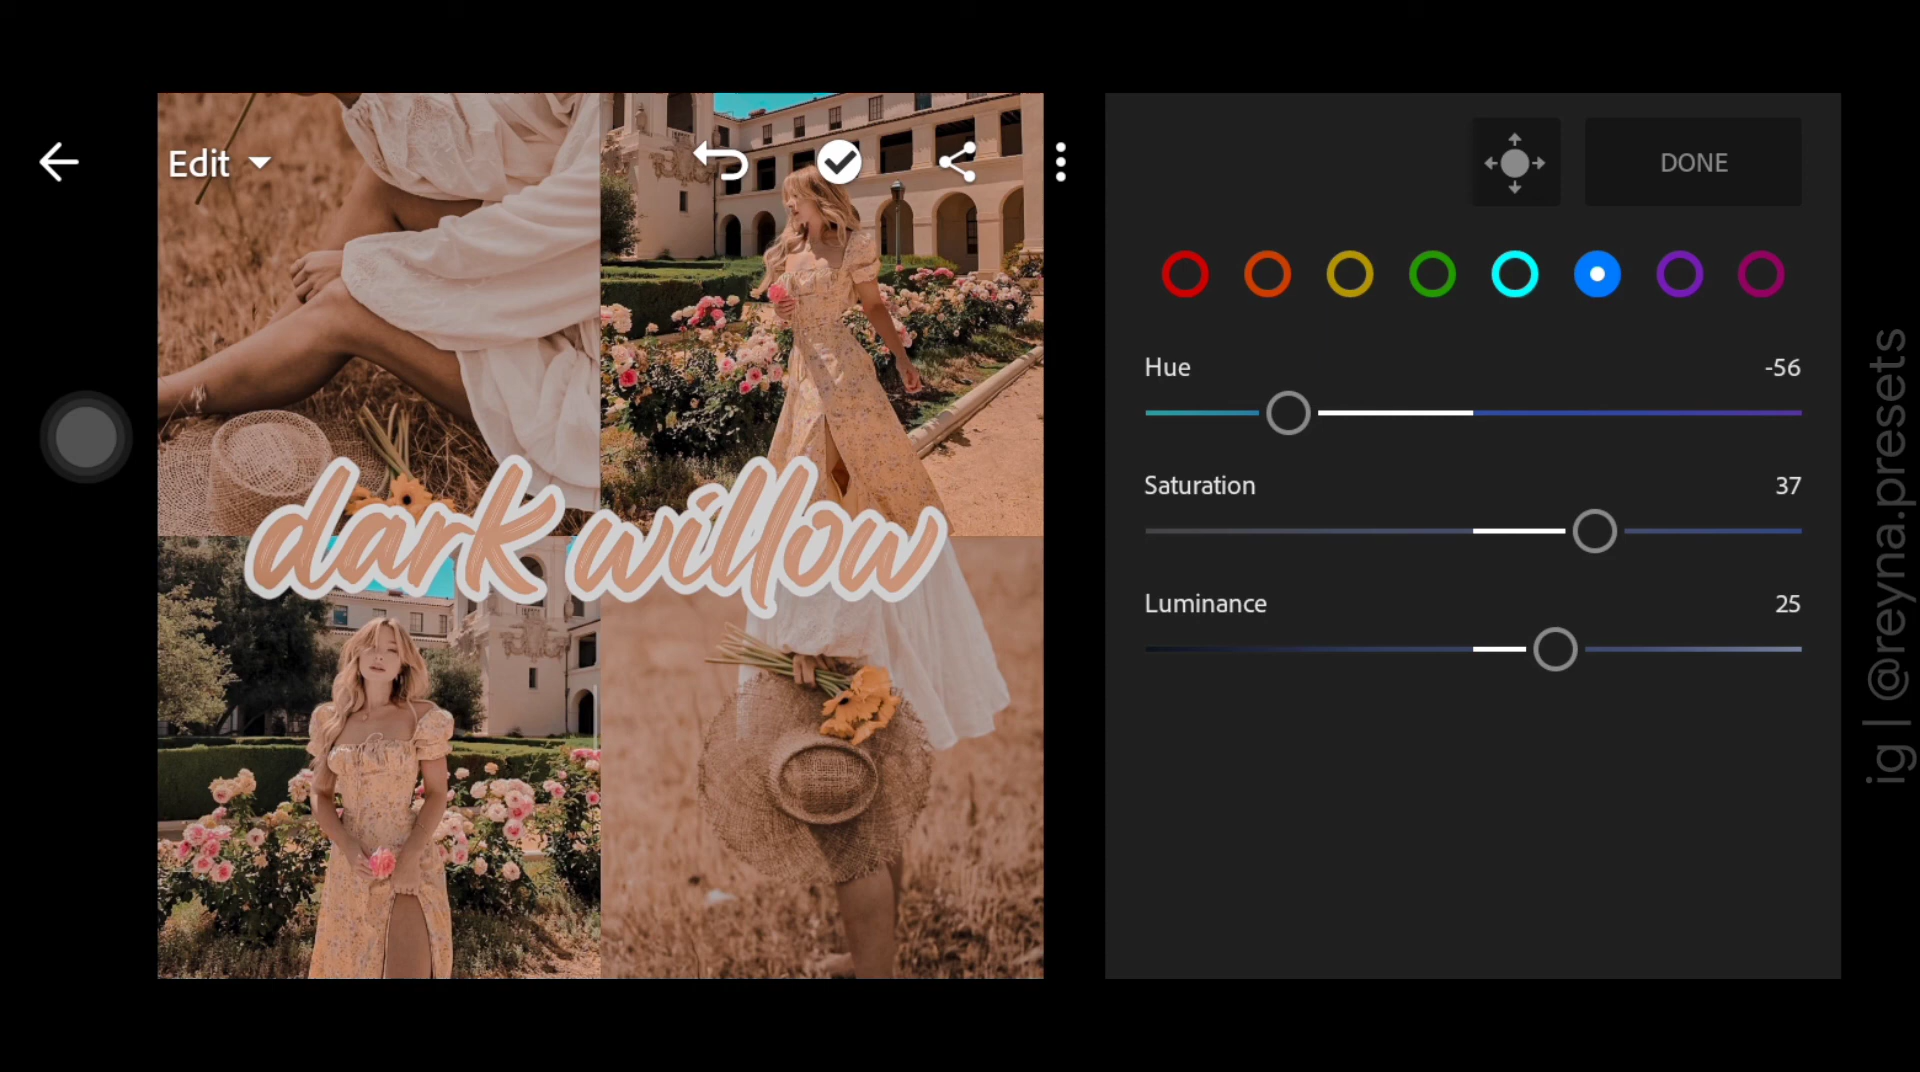 Edit
DONE
Hue -56
Saturation 37
Luminance 25
dark willow
ig | @reyna.presets